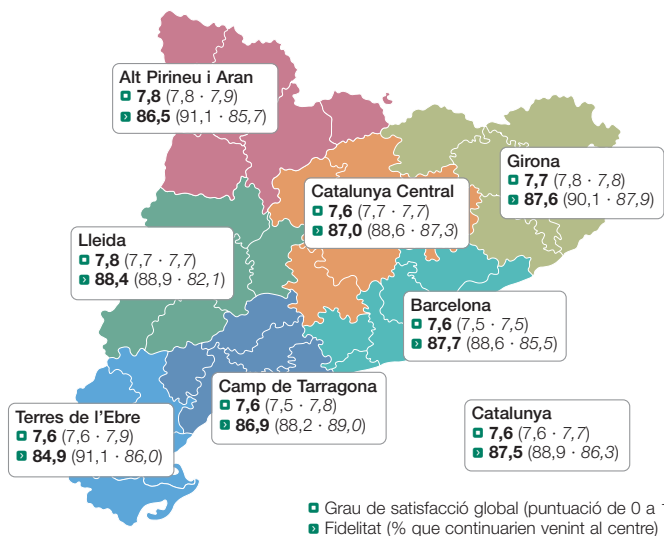 Alt Pirineu i Aran
7,8 (7,8 · 7,9)
86,5 (91,1 · 85,7)
Girona
7,7 (7,8 · 7,8)
87,6 (90,1 · 87,9)
Catalunya Central
7,6 (7,7 · 7,7)
87,0 (88,6 · 87,3)
Lleida
7,8 (7,7 · 7,7)
88,4 (88,9 · 82,1)
Barcelona
7,6 (7,5 · 7,5)
87,7 (88,6 · 85,5)
Camp de Tarragona
7,6 (7,5 · 7,8)
86,9 (88,2 · 89,0)
Terres de l'Ebre
7,6 (7,6 · 7,9)
84,9 (91,1 · 86,0)
Catalunya
7,6 (7,6 · 7,7)
87,5 (88,9 · 86,3)
Grau de satisfacció global (puntuació de 0 a
Fidelitat (% que continuarien venint al centre)